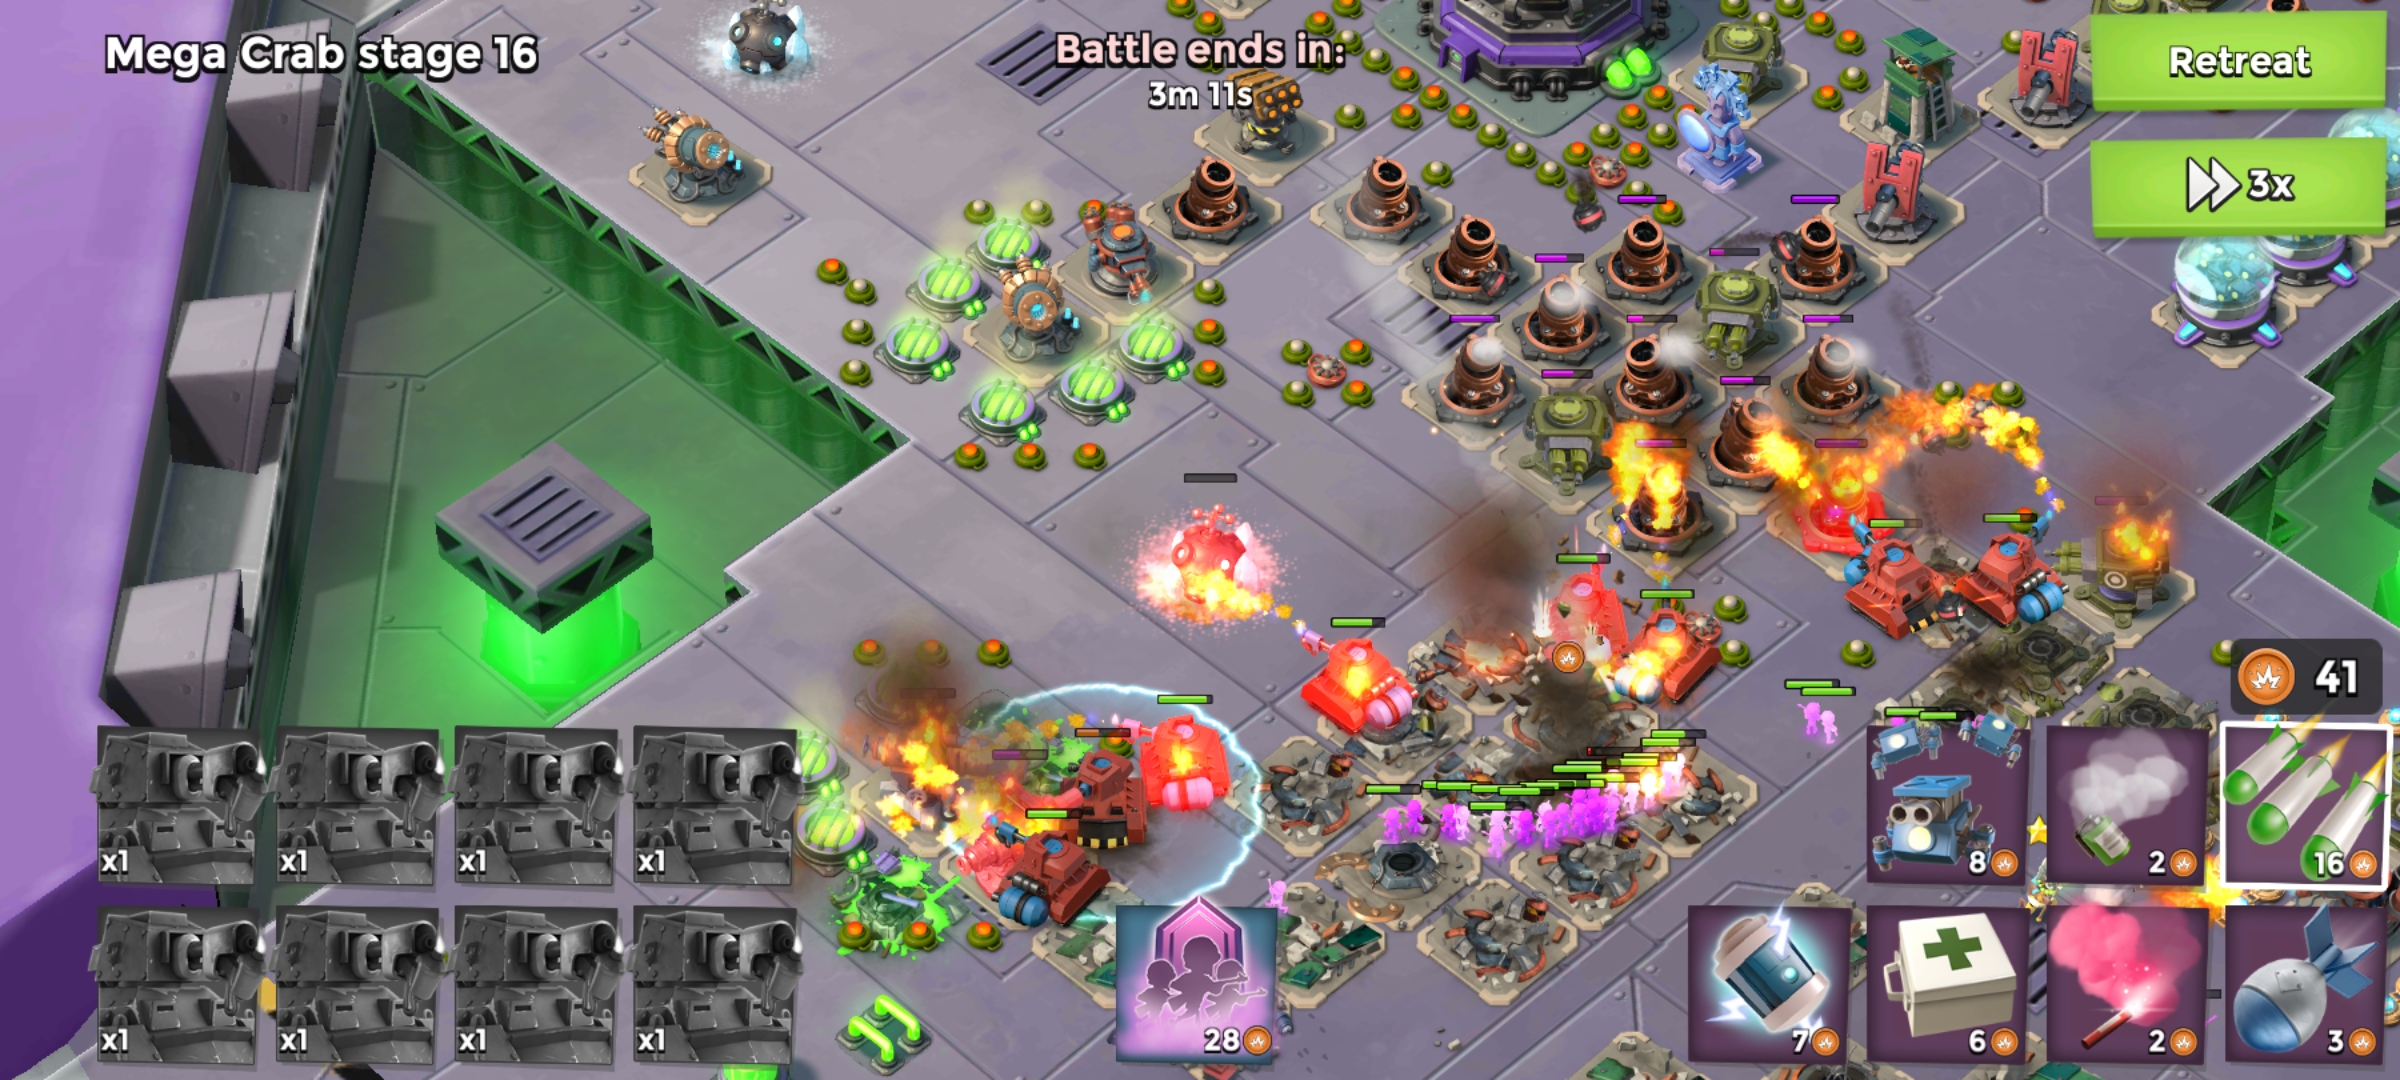 Mega Crab stage 16
Battle ends in:
3m 11s
Retreat
3x
41
8
2
16
x1
x1
x1
x1
x1
x1
x1
x1
28
7
6
2
3